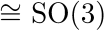 ≅ SO(3)